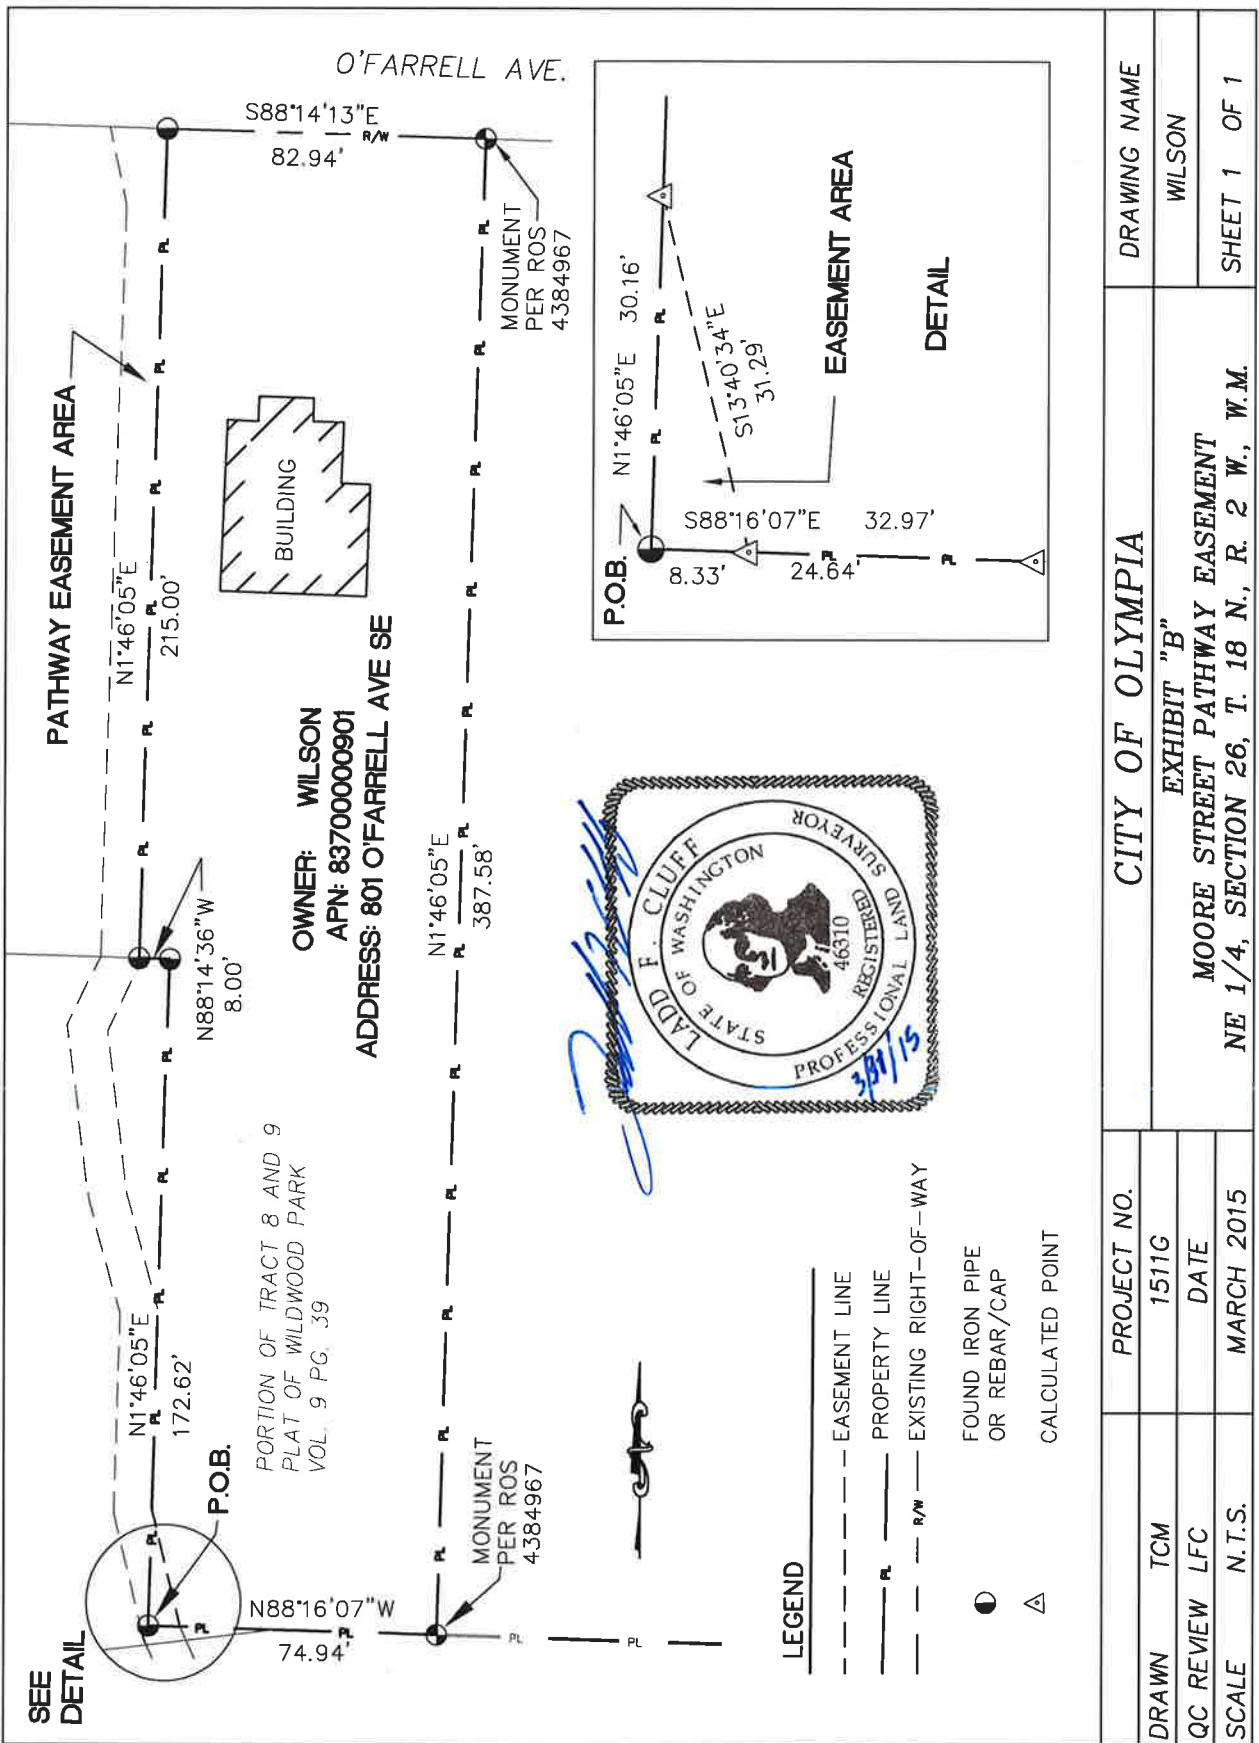 SEE
DETAIL
P.O.B.
N1°46'05"E
172.62'
PL
N88°14'36"W
8.00'
PATHWAY EASEMENT AREA
N1°46'05"E
215.00'
O'FARRELL AVE.
S88°14'13"E
R/W
82.94'
MONUMENT
PER ROS
4384967
BUILDING
PORTION OF TRACT 8 AND 9
PLAT OF WILDWOOD PARK
VOL. 9 PG. 39
OWNER: WILSON
APN: 83700000901
ADDRESS: 801 O'FARRELL AVE SE
N1°46'05"E
387.58'
N88°16'07"W
74.94'
MONUMENT
PER ROS
4384967
P.O.B.
N1°46'05"E 30.16'
S13°40'34"E
31.29'
S88°16'07"E 32.97'
8.33'
24.64'
EASEMENT AREA
DETAIL
LEGEND
EASEMENT LINE
PL PROPERTY LINE
R/W EXISTING RIGHT-OF-WAY
FOUND IRON PIPE
OR REBAR/CAP
CALCULATED POINT
LADD F. CLUFF
STATE OF WASHINGTON
46310
REGISTERED
PROFESSIONAL LAND SURVEYOR
3/31/15
DRAWN TCM
QC REVIEW LFC
SCALE N.T.S.
PROJECT NO.
1511G
DATE
MARCH 2015
CITY OF OLYMPIA
EXHIBIT "B"
MOORE STREET PATHWAY EASEMENT
NE 1/4, SECTION 26, T. 18 N., R. 2 W., W.M.
DRAWING NAME
WILSON
SHEET 1 OF 1